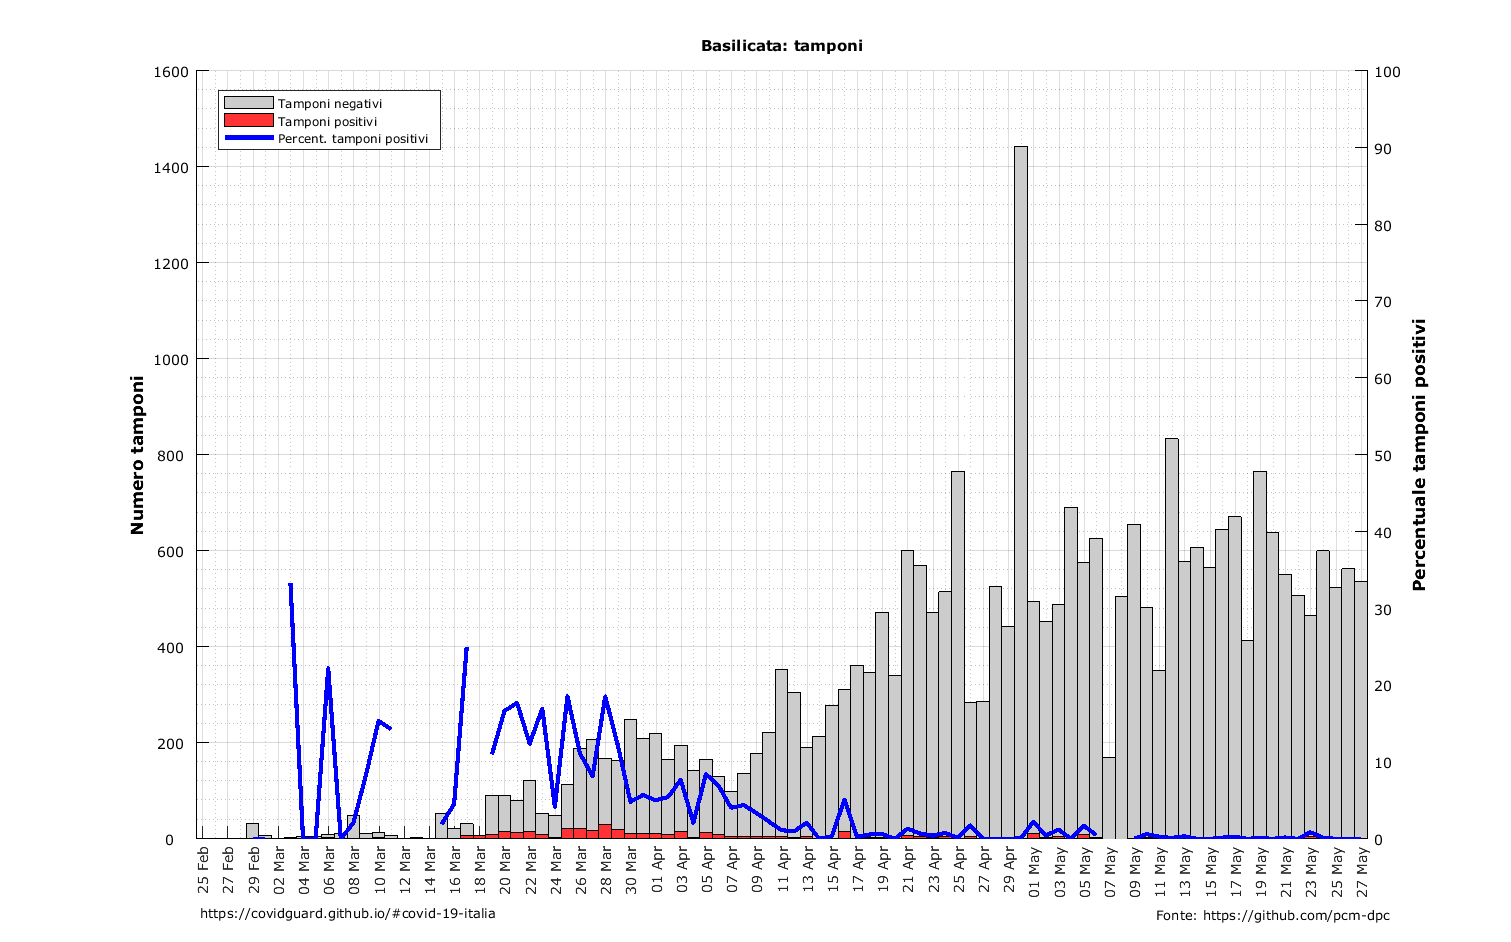 Basilicata: tamponi
Tamponi negativi
Tamponi positivi
Percent. tamponi positivi
Numero tamponi
1600
1400
1200
1000
800
600
400
200
0
Percentuale tamponi positivi
100
90
80
70
60
50
40
30
20
10
0
25 Feb
27 Feb
29 Feb
02 Mar
04 Mar
06 Mar
08 Mar
10 Mar
12 Mar
14 Mar
16 Mar
18 Mar
20 Mar
22 Mar
24 Mar
26 Mar
28 Mar
30 Mar
01 Apr
03 Apr
05 Apr
07 Apr
09 Apr
11 Apr
13 Apr
15 Apr
17 Apr
19 Apr
21 Apr
23 Apr
25 Apr
27 Apr
29 Apr
01 May
03 May
05 May
07 May
09 May
11 May
13 May
15 May
17 May
19 May
21 May
23 May
25 May
27 May
https://covidguard.github.io/#covid-19-italia
Fonte: https://github.com/pcm-dpc